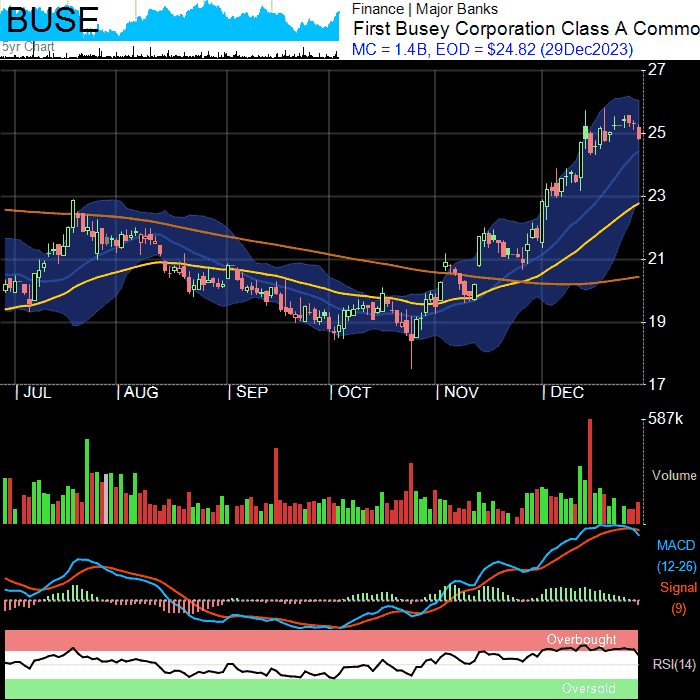 BUSE
Finance | Major Banks
First Busey Corporation Class A Commo
5yr Chart
MC = 1.4B, EOD = $24.82 (29Dec2023)
27
25
23
21
19
17
| JUL | AUG | SEP | OCT | NOV | DEC
587k
Volume
MACD
(12-26)
Signal
(9)
Overbought
RSI(14)
Oversold